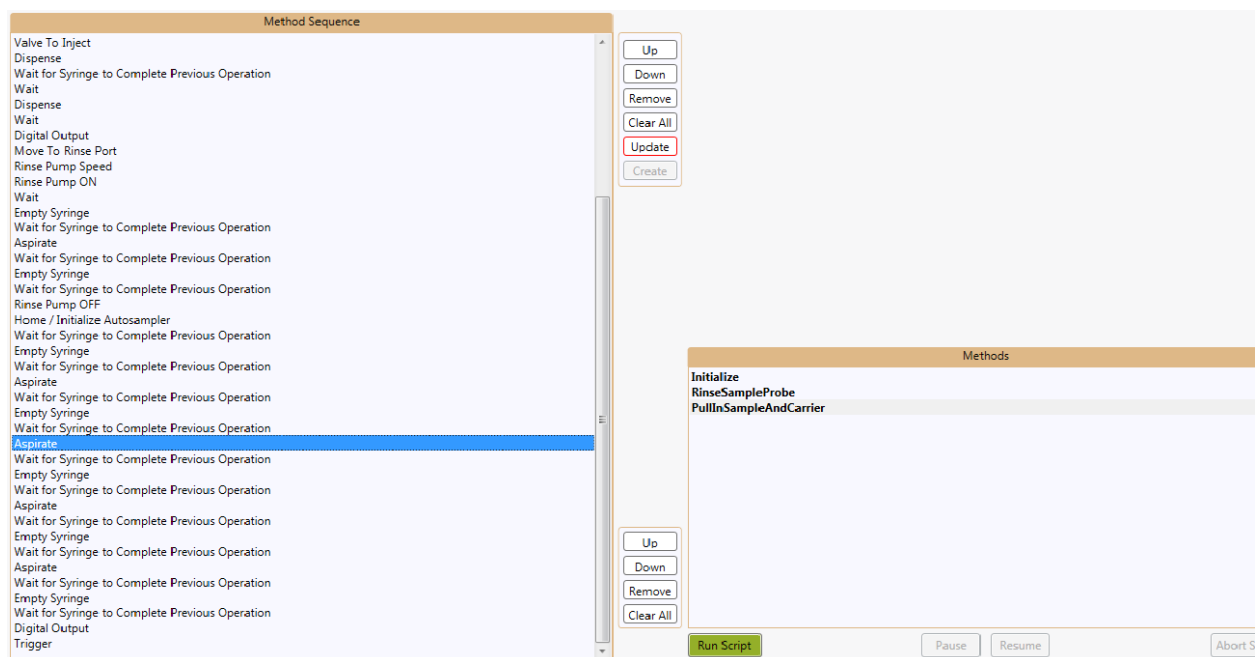 Method Sequence
Valve To Inject
Dispense
Wait for Syringe to Complete Previous Operation
Wait
Dispense
Wait
Digital Output
Move To Rinse Port
Rinse Pump Speed
Rinse Pump ON
Wait
Empty Syringe
Wait for Syringe to Complete Previous Operation
Aspirate
Wait for Syringe to Complete Previous Operation
Empty Syringe
Wait for Syringe to Complete Previous Operation
Rinse Pump OFF
Home / Initialize Autosampler
Wait for Syringe to Complete Previous Operation
Empty Syringe
Wait for Syringe to Complete Previous Operation
Aspirate
Wait for Syringe to Complete Previous Operation
Empty Syringe
Wait for Syringe to Complete Previous Operation
Aspirate
Wait for Syringe to Complete Previous Operation
Empty Syringe
Wait for Syringe to Complete Previous Operation
Aspirate
Wait for Syringe to Complete Previous Operation
Empty Syringe
Wait for Syringe to Complete Previous Operation
Aspirate
Wait for Syringe to Complete Previous Operation
Empty Syringe
Wait for Syringe to Complete Previous Operation
Digital Output
Trigger
Up
Down
Remove
Clear All
Update
Create
Methods
Initialize
RinseSampleProbe
PullInSampleAndCarrier
Up
Down
Remove
Clear All
Run Script
Pause
Resume
Abort S